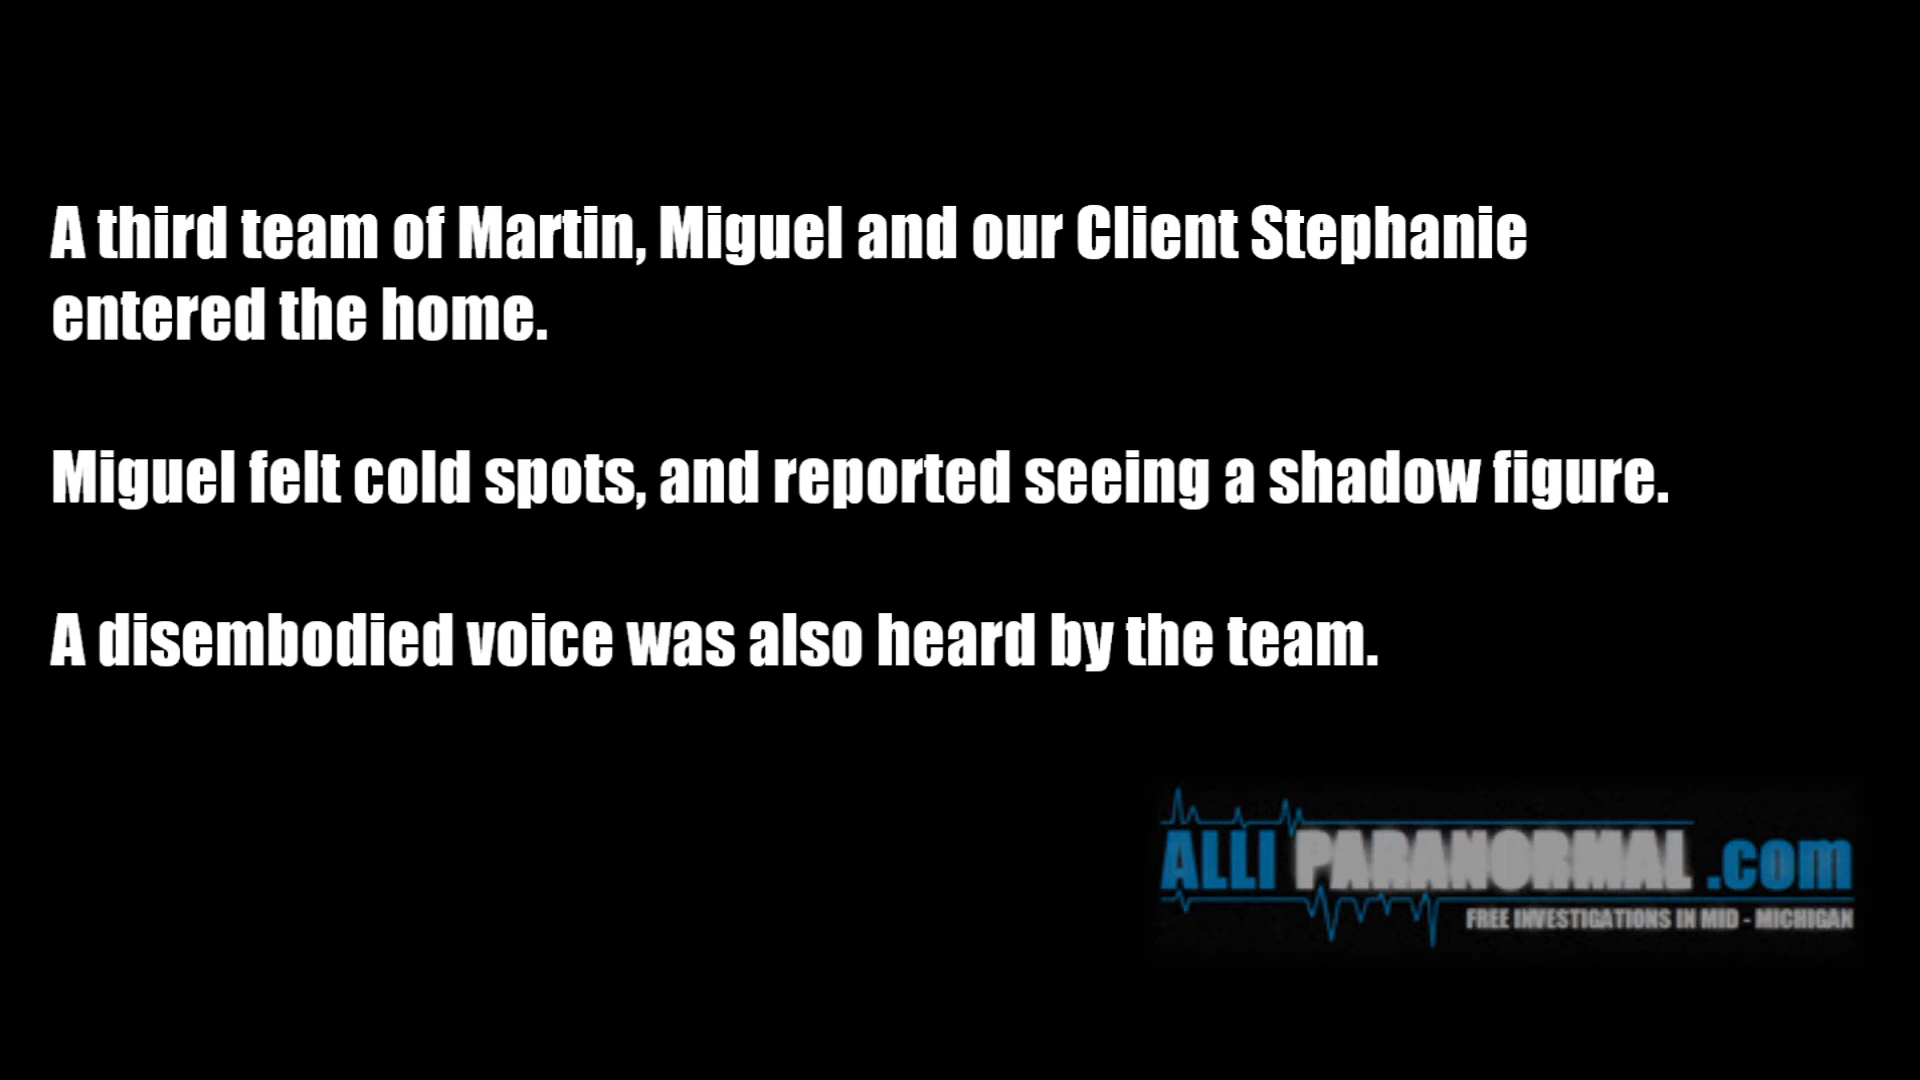 A third team of Martin, Miguel and our Client Stephanie
entered the home.
Miguel felt cold spots, and reported seeing a shadow figure.
A disembodied voice was also heard by the team.
ALLI PARANORMAL .com
FREE INVESTIGATIONS IN MID - MICHIGAN